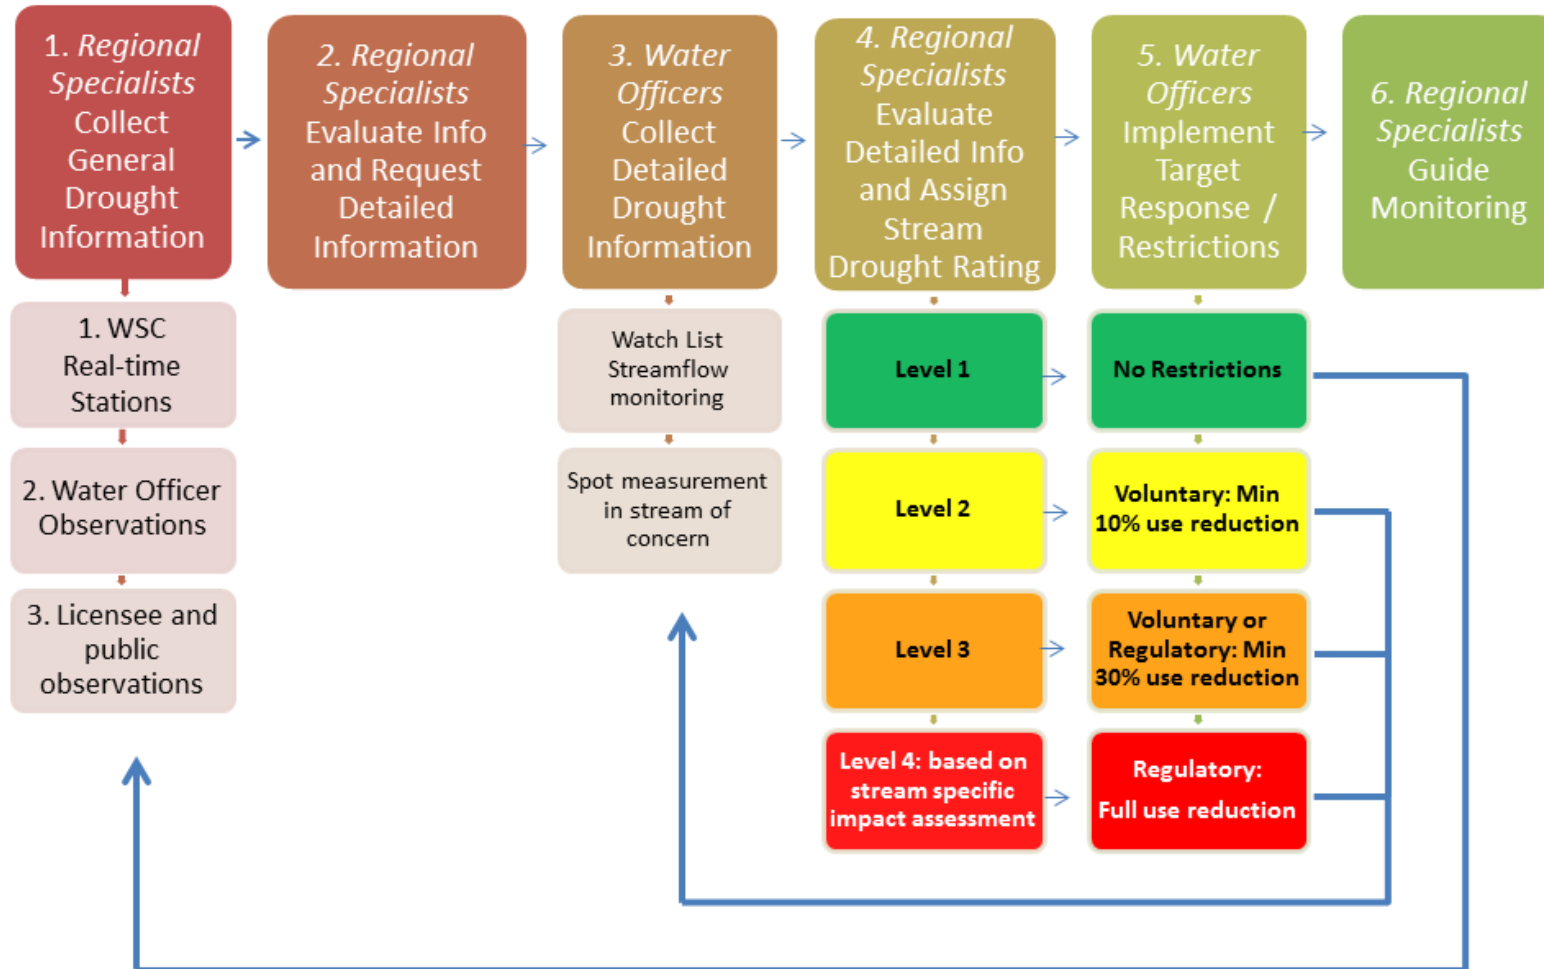 1. Regional
Specialists
Collect
General
Drought
Information
2. Regional
Specialists
Evaluate Info
and Request
Detailed
Information
3. Water
Officers
Collect
Detailed
Drought
Information
4. Regional
Specialists
Evaluate
Detailed Info
and Assign
Stream
Drought Rating
5. Water
Officers
Implement
Target
Response /
Restrictions
6. Regional
Specialists
Guide
Monitoring
1. WSC
Real-time
Stations
2. Water Officer
Observations
3. Licensee and
public
observations
Watch List
Streamflow
monitoring
Spot measurement
in stream of
concern
Level 1
No Restrictions
Level 2
Voluntary: Min
10% use reduction
Level 3
Voluntary or
Regulatory: Min
30% use reduction
Level 4: based on
stream specific
impact assessment
Regulatory:
Full use reduction